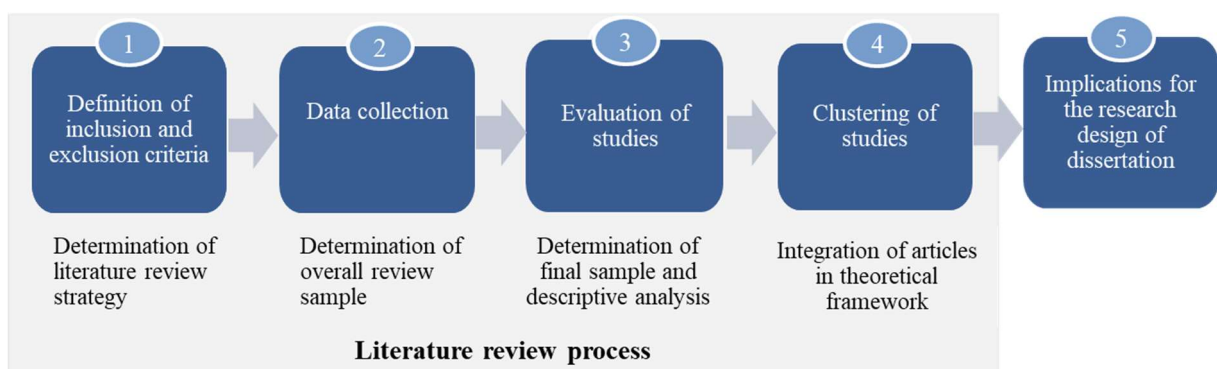 1
Definition of
inclusion and
exclusion criteria
2
Data collection
3
Evaluation of
studies
4
Clustering of
studies
5
Implications for
the research
design of
dissertation
Determination of
literature review
strategy
Determination of
overall review
sample
Determination of
final sample and
descriptive analysis
Integration of articles
in theoretical
framework
Literature review process